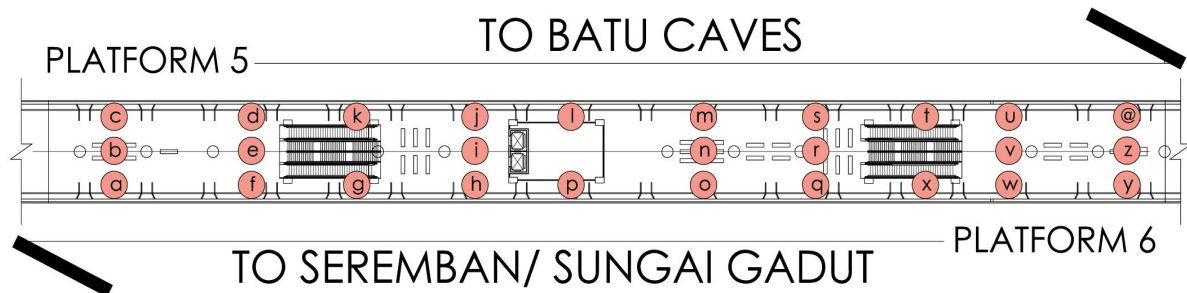 TO BATU CAVES
PLATFORM 5
c d k j l m s t u @
b e i n r v z
a f g h p o q x w y
PLATFORM 6
TO SEREMBAN/ SUNGAI GADUT